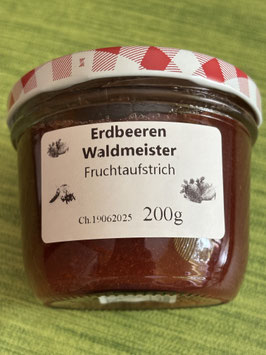 Erdbeeren
Waldmeister
Fruchtaufstrich
Ch.19062025 200g